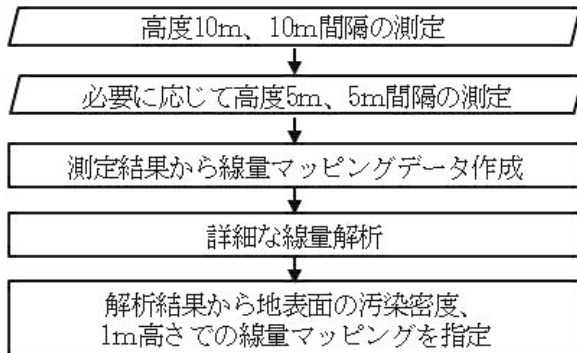 高度10m、10m間隔の測定
必要に応じて高度5m、5m間隔の測定
測定結果から線量マッピングデータ作成
詳細な線量解析
解析結果から地表面の汚染密度、
1m高さでの線量マッピングを指定